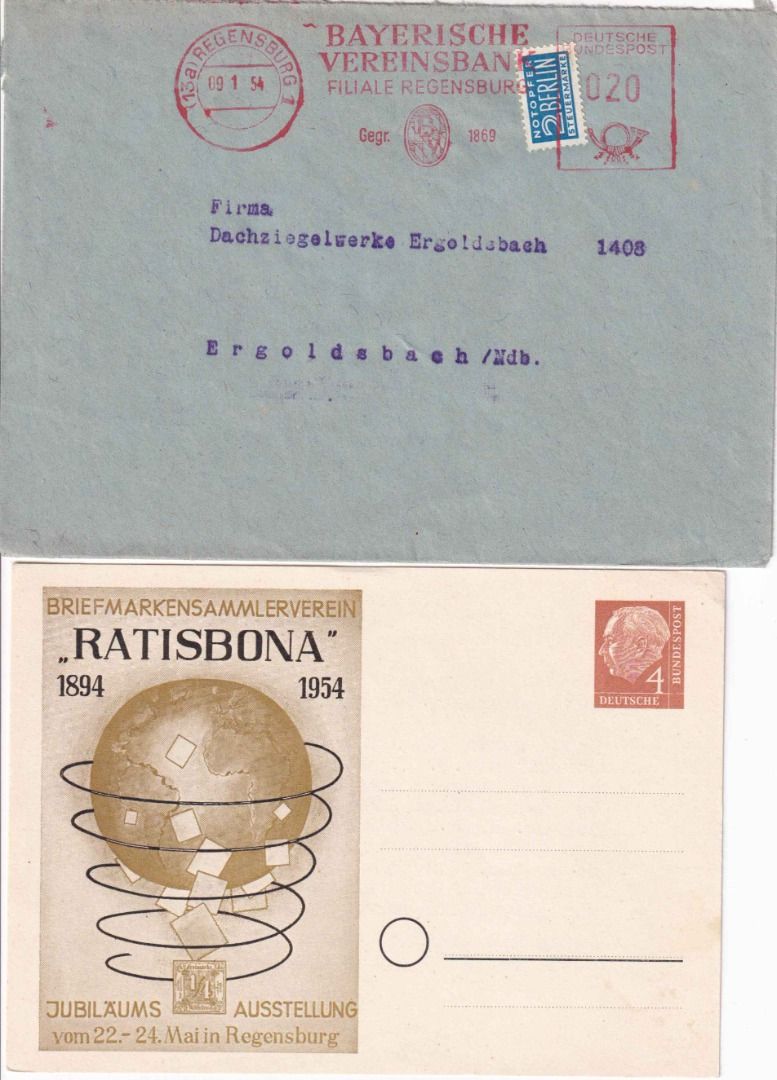 (13a) REGENSBURG 1
09 1 54
BAYERISCHE
VEREINSBANK
FILIALE REGENSBURG
Gegr. 1869
NOTOPFER
2 BERLIN
STEUERMARKE
DEUTSCHE
BUNDESPOST
020
Firma
Dachziegelwerke Ergoldsbach 1408
Ergoldsbach/Ndb.
BRIEFMARKENSAMMLERVEREIN
„RATISBONA"
1894 1954
JUBILÄUMS AUSSTELLUNG
vom 22.-24. Mai in Regensburg
4
DEUTSCHE
BUNDESPOST